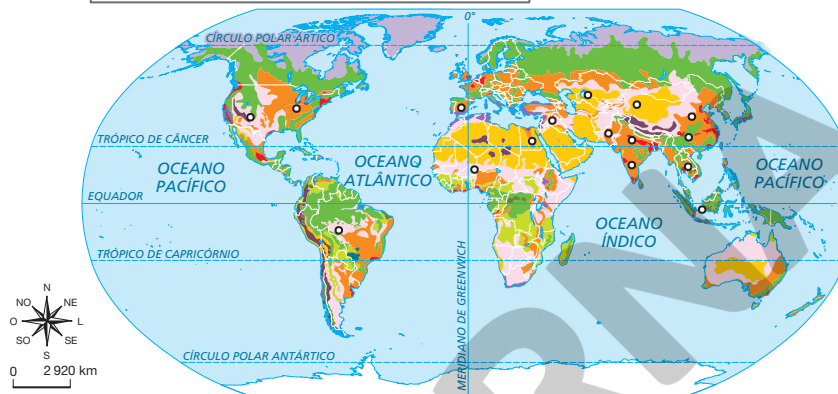 0°
CÍRCULO POLAR ÁRTICO
TRÓPICO DE CÂNCER
OCEANO
PACÍFICO
OCEANO
ATLÂNTICO
OCEANO
PACÍFICO
EQUADOR
OCEANO
ÍNDICO
TRÓPICO DE CAPRICÓRNIO
MERIDIANO DE GREENWICH
N
NO
NE
O
L
SO
SE
S
CÍRCULO POLAR ANTÁRTICO
0
2 920 km